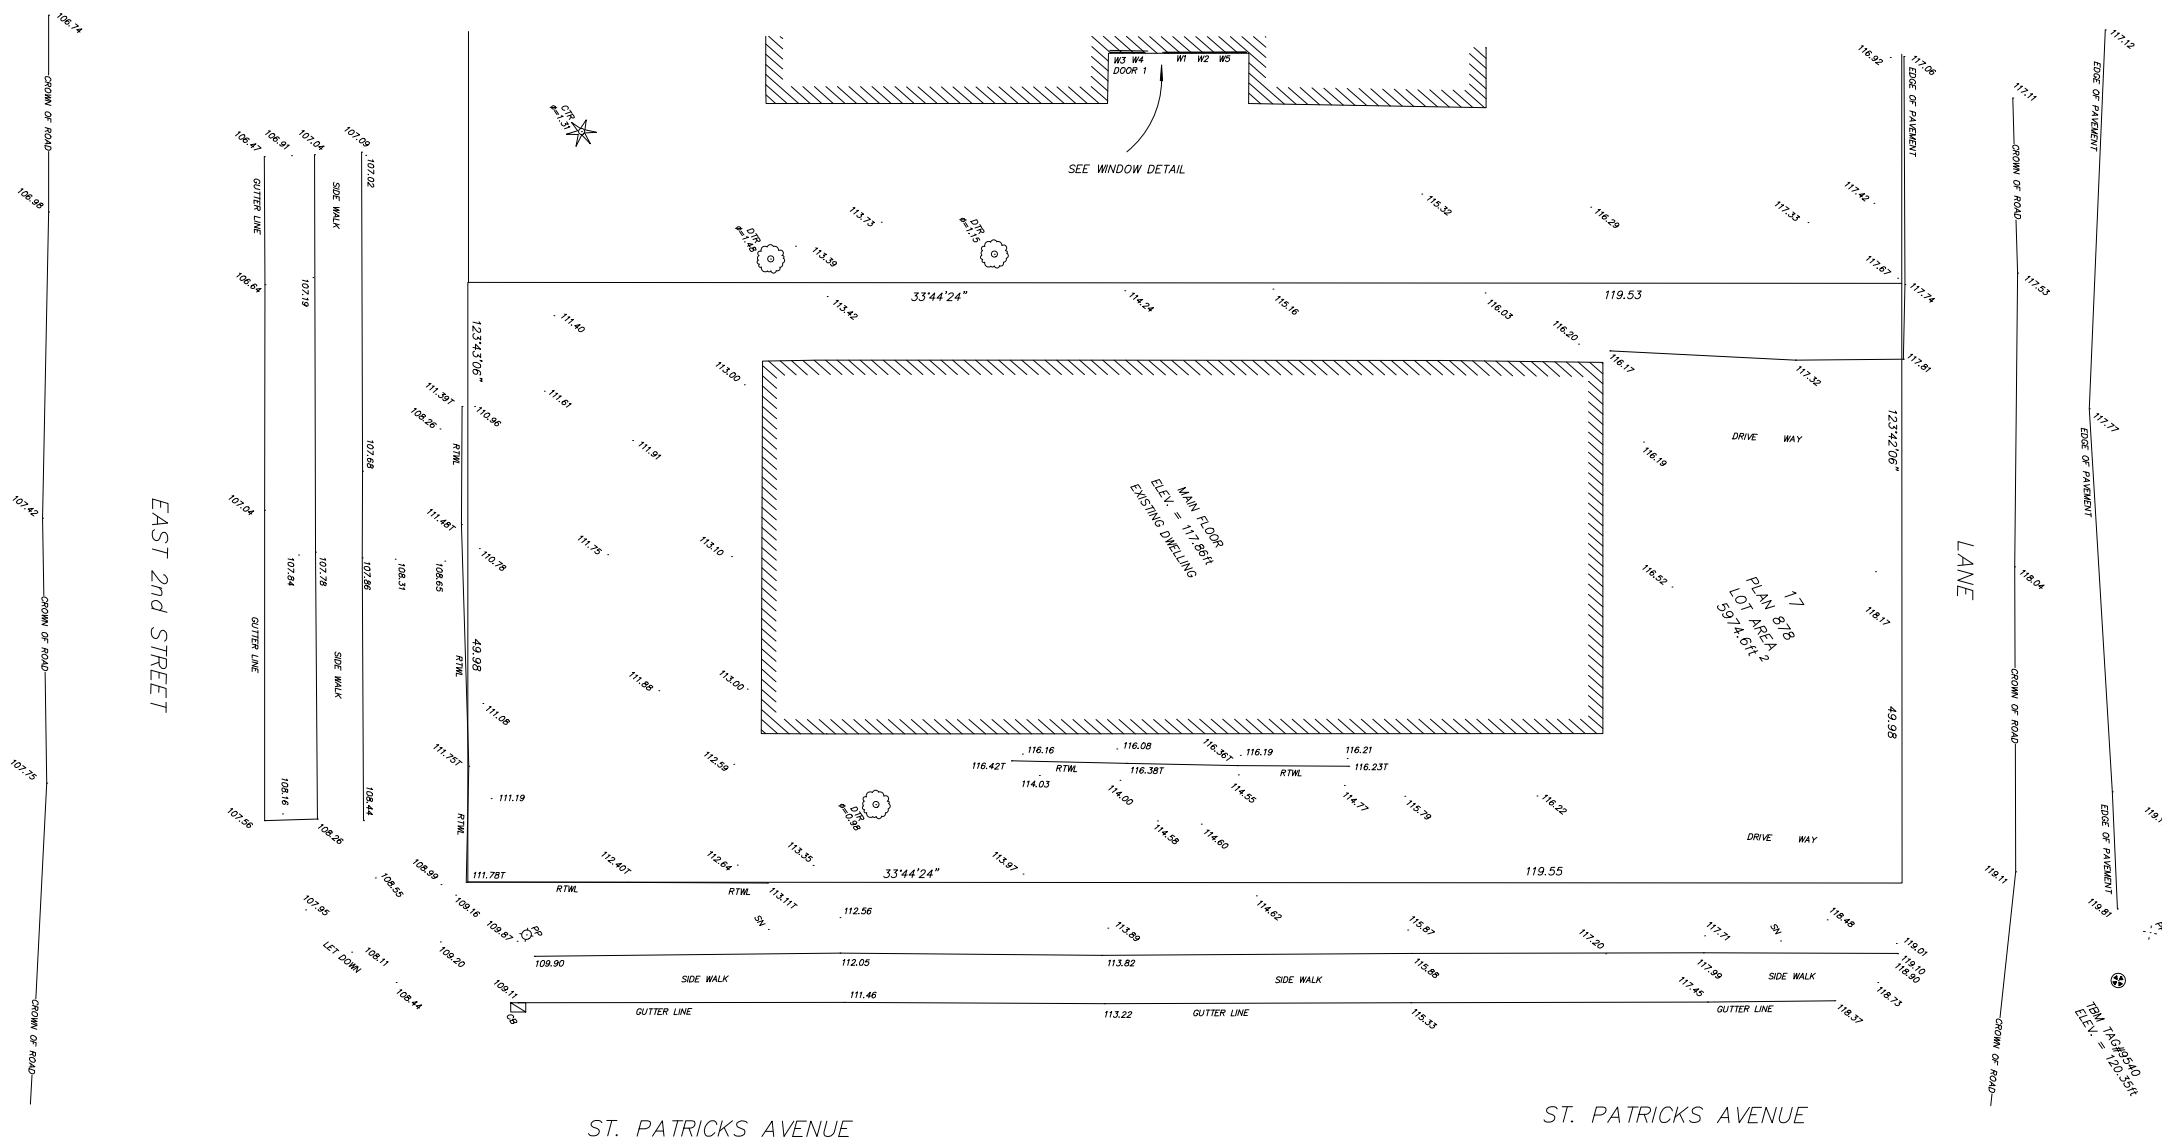 106.74
CROWN OF ROAD
106.98
107.42
CROWN OF ROAD
107.75
CROWN OF ROAD
EAST 2nd STREET
106.47
106.91
107.04
107.09
107.02
GUTTER LINE
SIDE WALK
106.64
107.19
107.04
107.68
107.84
107.78
107.86
108.31
108.65
GUTTER LINE
SIDE WALK
108.16
108.44
107.56
108.26
111.39T
108.26
110.96
RTWL
111.48T
110.78
49.98
RTWL
111.08
111.75T
111.19
RTWL
CTR
ø=1.31
W3 W4
DOOR 1
W1 W2 W5
SEE WINDOW DETAIL
113.73
DTR
ø=1.48
113.39
DTR
ø=1.15
115.32
116.29
117.33
117.42
116.92
117.06
EDGE OF PAVEMENT
117.67
117.74
33°44'24"
119.53
123°43'06"
111.40
113.42
114.24
115.16
116.03
116.20
116.17
117.32
117.81
111.61
113.00
111.91
111.75
113.10
111.88
113.00
112.59
MAIN FLOOR
ELEV. = 117.86ft
EXISTING DWELLING
DRIVE WAY
123°42'06"
116.19
116.52
17
PLAN 878
LOT AREA
5974.6ft 2
118.17
49.98
116.16
116.08
116.36T
116.19
116.21
116.42T
RTWL
116.38T
RTWL
116.23T
114.03
114.00
114.55
114.77
115.79
116.22
DTR
ø=0.98
114.58
114.60
DRIVE WAY
111.78T
112.40T
112.64
113.35
33°44'24"
113.97
119.55
RTWL
RTWL
113.11T
108.55
108.99
109.16
107.95
109.87
PP
SN
112.56
113.89
114.62
115.87
117.20
117.71
SN
118.48
119.01
119.10
118.90
LET DOWN
108.11
109.20
109.90
112.05
113.82
115.88
117.99
SIDE WALK
SIDE WALK
SIDE WALK
108.44
109.11
CB
111.46
117.45
118.73
GUTTER LINE
113.22
GUTTER LINE
115.33
GUTTER LINE
118.37
ST. PATRICKS AVENUE
ST. PATRICKS AVENUE
LANE
117.11
CROWN OF ROAD
117.53
118.04
CROWN OF ROAD
119.11
CROWN OF ROAD
117.12
EDGE OF PAVEMENT
117.77
EDGE OF PAVEMENT
EDGE OF PAVEMENT
119.81
TBM TAG#9540
ELEV. = 120.35ft